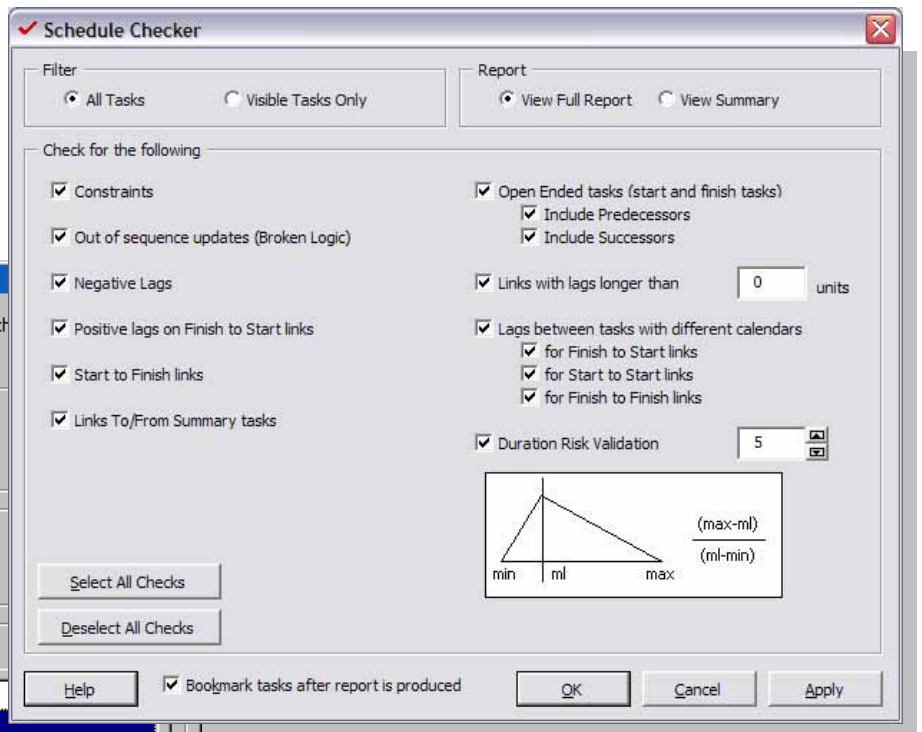 Schedule Checker
Filter
All Tasks
Visible Tasks Only
Report
View Full Report
View Summary
Check for the following
Constraints
Out of sequence updates (Broken Logic)
Negative Lags
Positive lags on Finish to Start links
Start to Finish links
Links To/From Summary tasks
Open Ended tasks (start and finish tasks)
Include Predecessors
Include Successors
Links with lags longer than 0 units
Lags between tasks with different calendars
for Finish to Start links
for Start to Start links
for Finish to Finish links
Duration Risk Validation 5
(max-ml)
(ml-min)
min ml max
Select All Checks
Deselect All Checks
Help
Bookmark tasks after report is produced
OK
Cancel
Apply